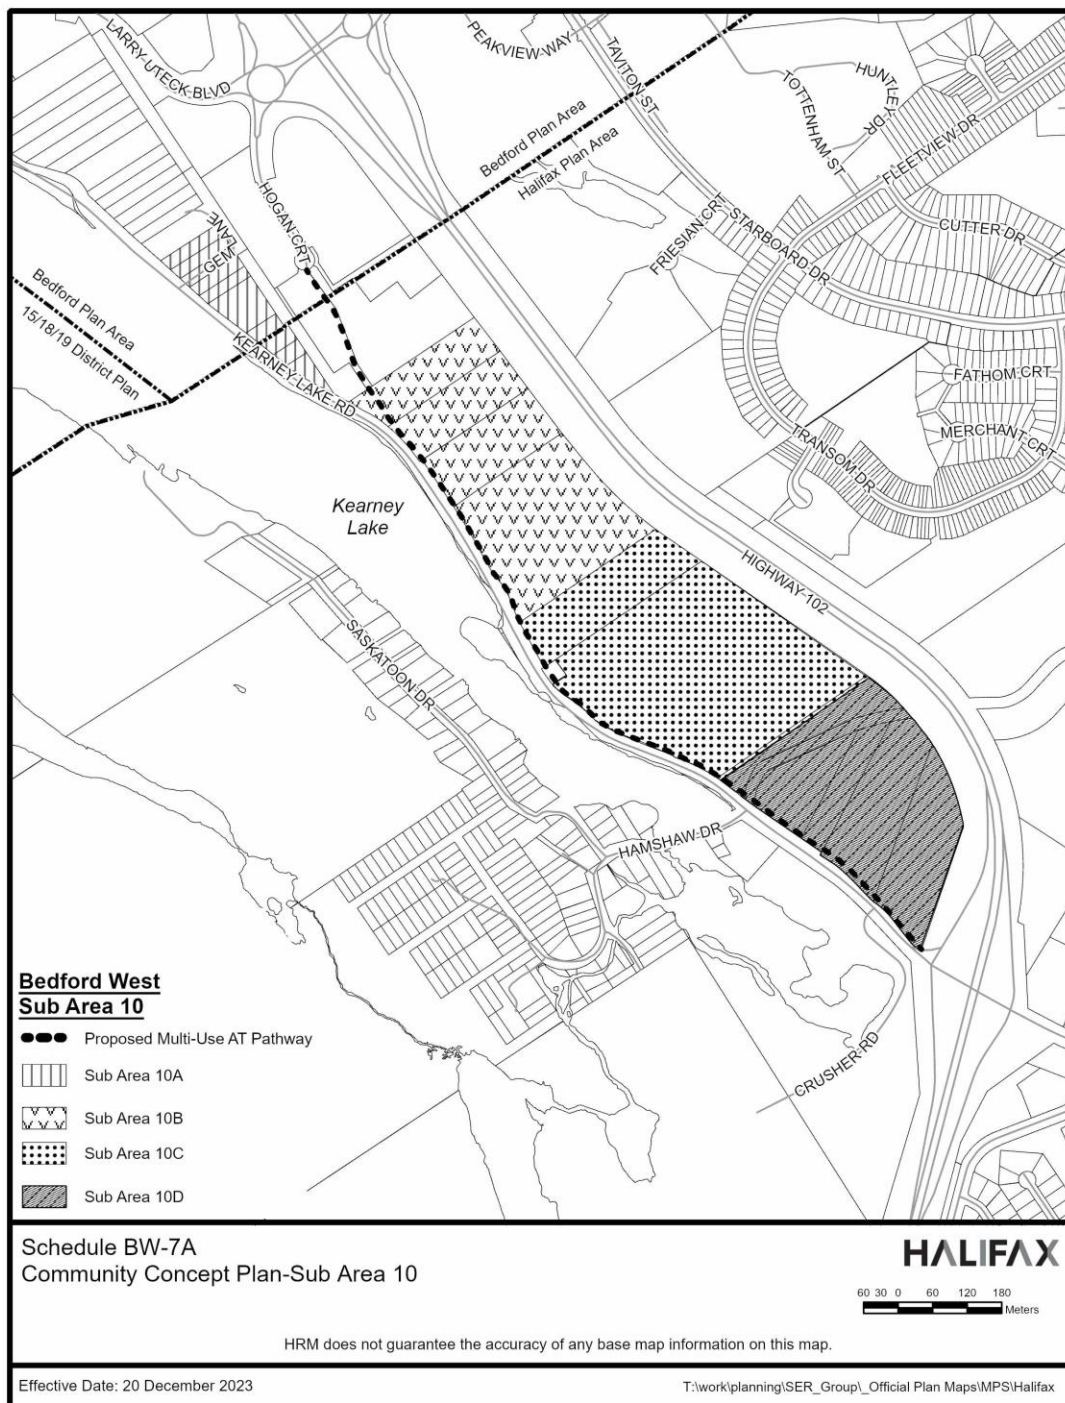 LARRY UTECK BLVD
PEAKVIEW WAY
TAVITON ST
HUNTLEY DR
TOTTENHAM ST
FLEETVIEW DR
Bedford Plan Area
Halifax Plan Area
HOGAN CRT
GEM LANE
FRIESIAN CRT
STARBOARD DR
CUTTER DR
Bedford Plan Area
15/18/19 District Plan
KEARNEY LAKE RD
FATHOM CRT
MERCHANT CRT
TRANSOM DR
Kearney
Lake
HIGHWAY 102
SASKATOON DR
HAMSHAW DR
CRUSHER RD
Bedford West
Sub Area 10
Proposed Multi-Use AT Pathway
Sub Area 10A
Sub Area 10B
Sub Area 10C
Sub Area 10D
Schedule BW-7A
Community Concept Plan-Sub Area 10
HALIFAX
60 30 0 60 120 180
Meters
HRM does not guarantee the accuracy of any base map information on this map.
Effective Date: 20 December 2023
T:\work\planning\SER_Group\_Official Plan Maps\MPS\Halifax